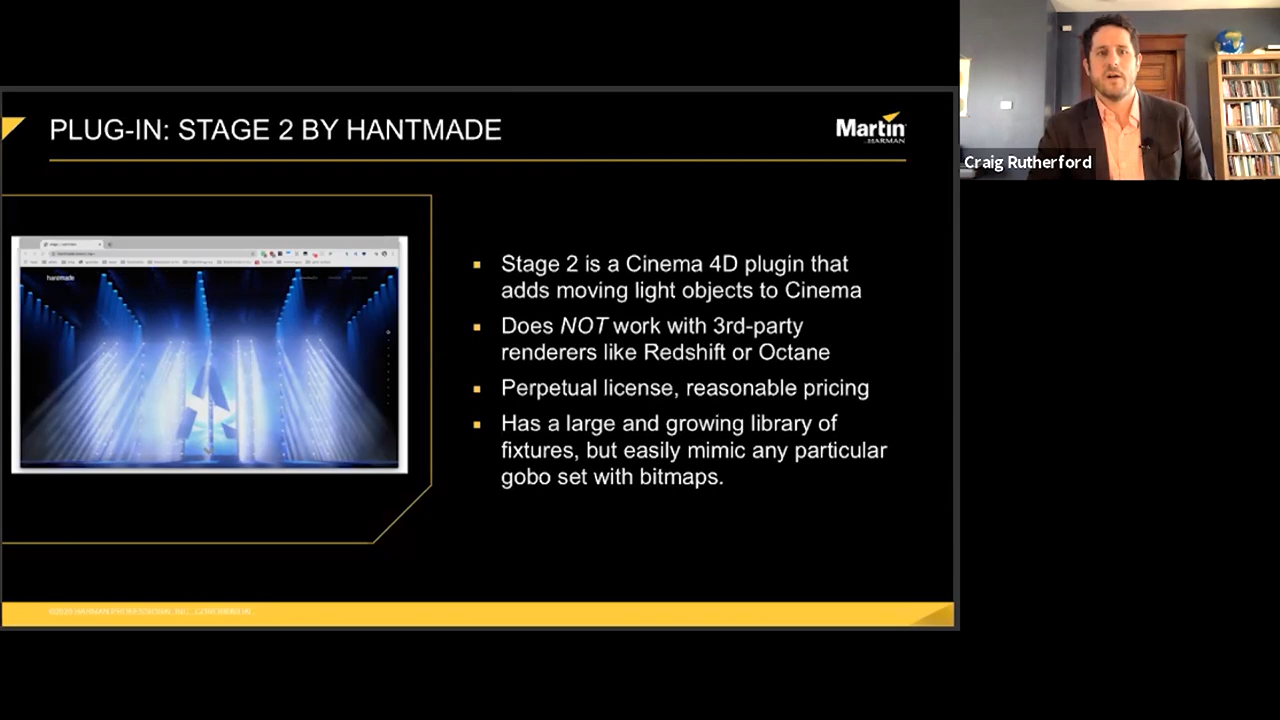 PLUG-IN: STAGE 2 BY HANTMADE
Martin
by HARMAN
Craig Rutherford
hantmade
Stage 2 is a Cinema 4D plugin that
adds moving light objects to Cinema
Does NOT work with 3rd-party
renderers like Redshift or Octane
Perpetual license, reasonable pricing
Has a large and growing library of
fixtures, but easily mimic any particular
gobo set with bitmaps.